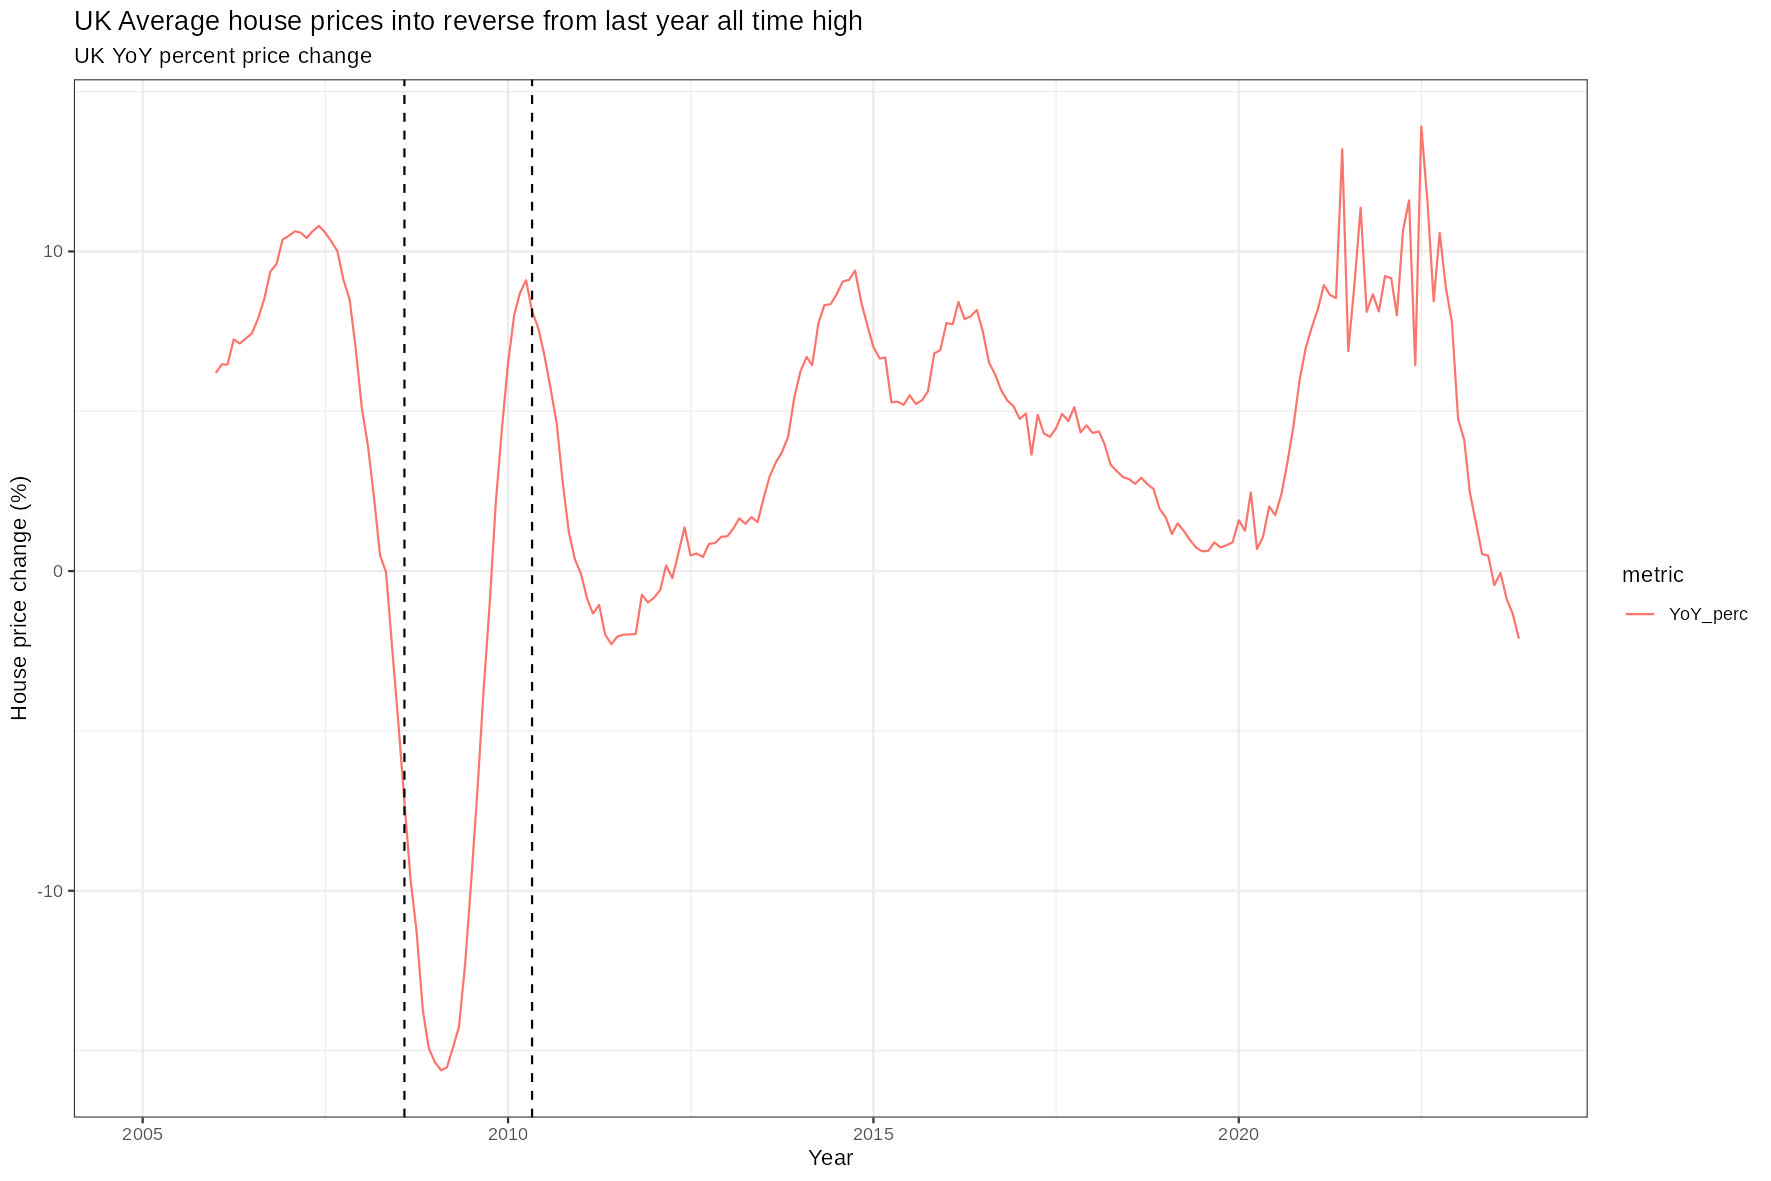 UK Average house prices into reverse from last year all time high
UK YoY percent price change
House price change (%)
10
0
-10
2005
2010
2015
2020
Year
metric
YoY_perc